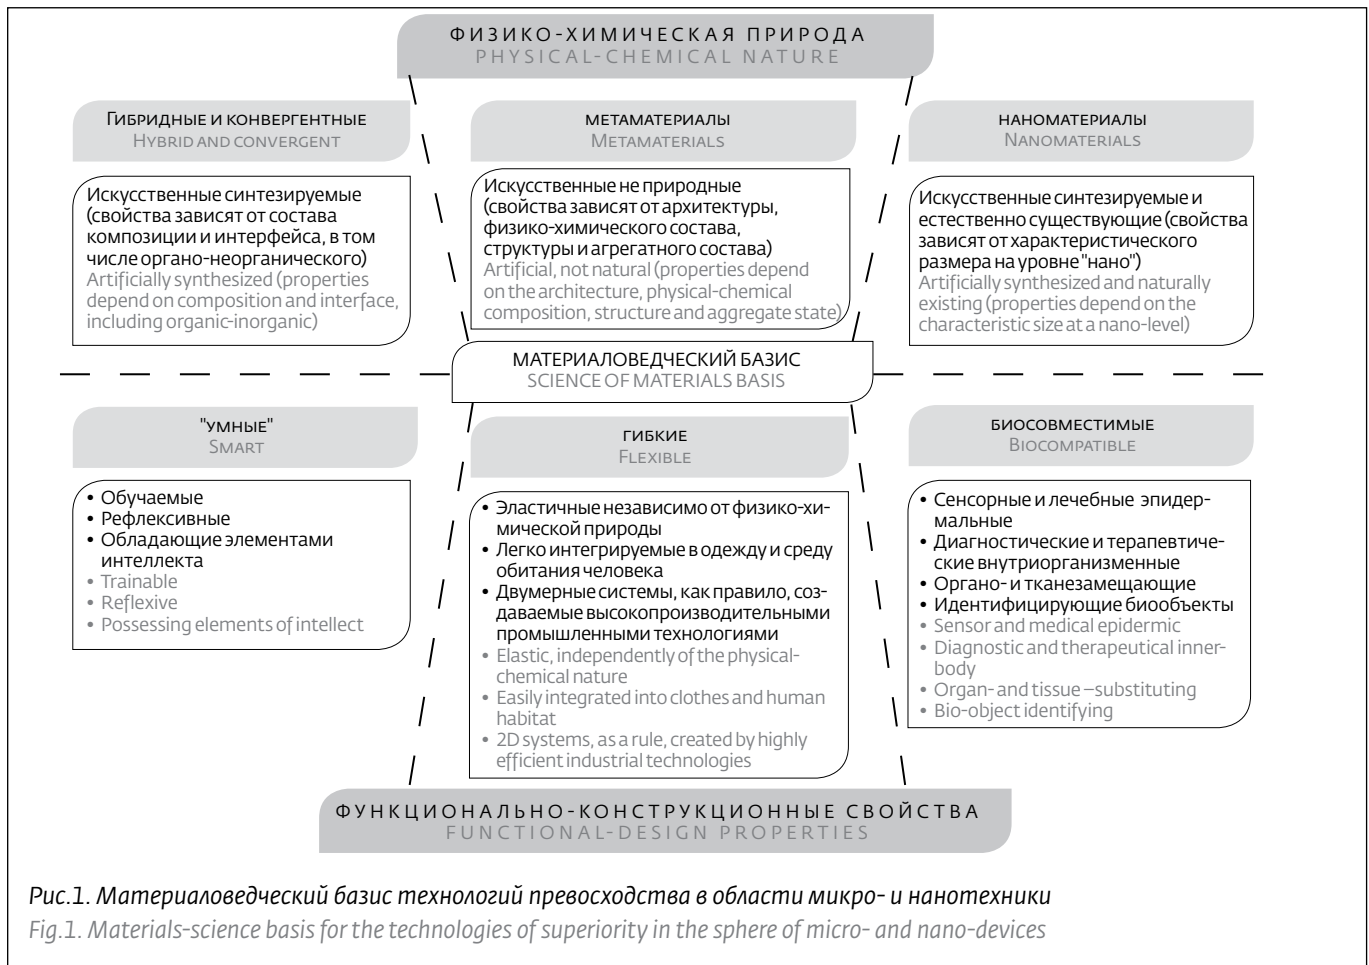 ФИЗИКО-ХИМИЧЕСКАЯ ПРИРОДА
PHYSICAL-CHEMICAL NATURE
Гибридные и конвергентные
Hybrid and convergent
Искусственные синтезируемые
(свойства зависят от состава
композиции и интерфейса, в том
числе органо-неорганического)
Artificially synthesized (properties
depend on composition and interface,
including organic-inorganic)
метаматериалы
Metamaterials
Искусственные не природные
(свойства зависят от архитектуры,
физико-химического состава,
структуры и агрегатного состава)
Artificial, not natural (properties depend
on the architecture, physical-chemical
composition, structure and aggregate state)
наноматериалы
Nanomaterials
Искусственные синтезируемые и
естественно существующие (свойства
зависят от характеристического
размера на уровне "нано")
Artificially synthesized and naturally
existing (properties depend on the
characteristic size at a nano-level)
МАТЕРИАЛОВЕДЧЕСКИЙ БАЗИС
SCIENCE OF MATERIALS BASIS
"умные"
Smart
• Обучаемые
• Рефлексивные
• Обладающие элементами
интеллекта
• Trainable
• Reflexive
• Possessing elements of intellect
гибкие
Flexible
• Эластичные независимо от физико-хи-
мической природы
• Легко интегрируемые в одежду и среду
обитания человека
• Двумерные системы, как правило, соз-
даваемые высокопроизводительными
промышленными технологиями
• Elastic, independently of the physical-
chemical nature
• Easily integrated into clothes and human
habitat
• 2D systems, as a rule, created by highly
efficient industrial technologies
биосовместимые
Biocompatible
• Сенсорные и лечебные эпидер-
мальные
• Диагностические и терапевтиче-
ские внутриорганизменные
• Органо- и тканезамещающие
• Идентифицирующие биообъекты
• Sensor and medical epidermic
• Diagnostic and therapeutical inner-
body
• Organ- and tissue –substituting
• Bio-object identifying
ФУНКЦИОНАЛЬНО-КОНСТРУКЦИОННЫЕ СВОЙСТВА
FUNCTIONAL-DESIGN PROPERTIES
Рис.1. Материаловедческий базис технологий превосходства в области микро- и нанотехники
Fig.1. Materials-science basis for the technologies of superiority in the sphere of micro- and nano-devices